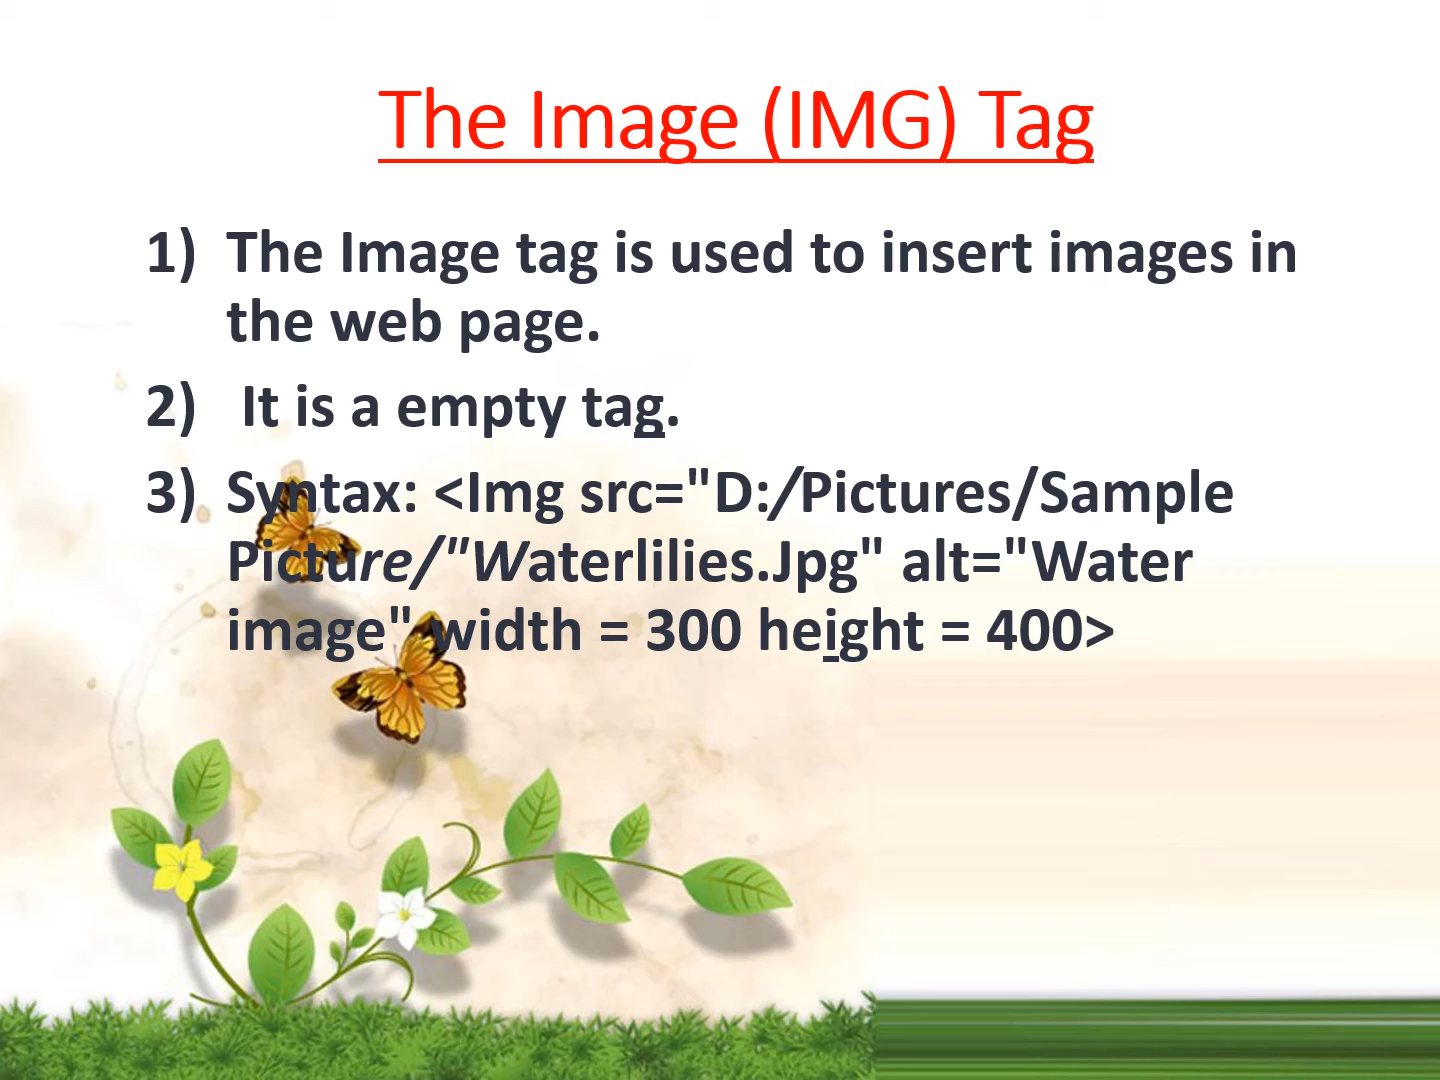 The Image (IMG) Tag
1) The Image tag is used to insert images in
the web page.
2) It is a empty tag.
3) Syntax: <Img src="D:/Pictures/Sample
Picture/"Waterlilies.Jpg" alt="Water
image" width = 300 height = 400>